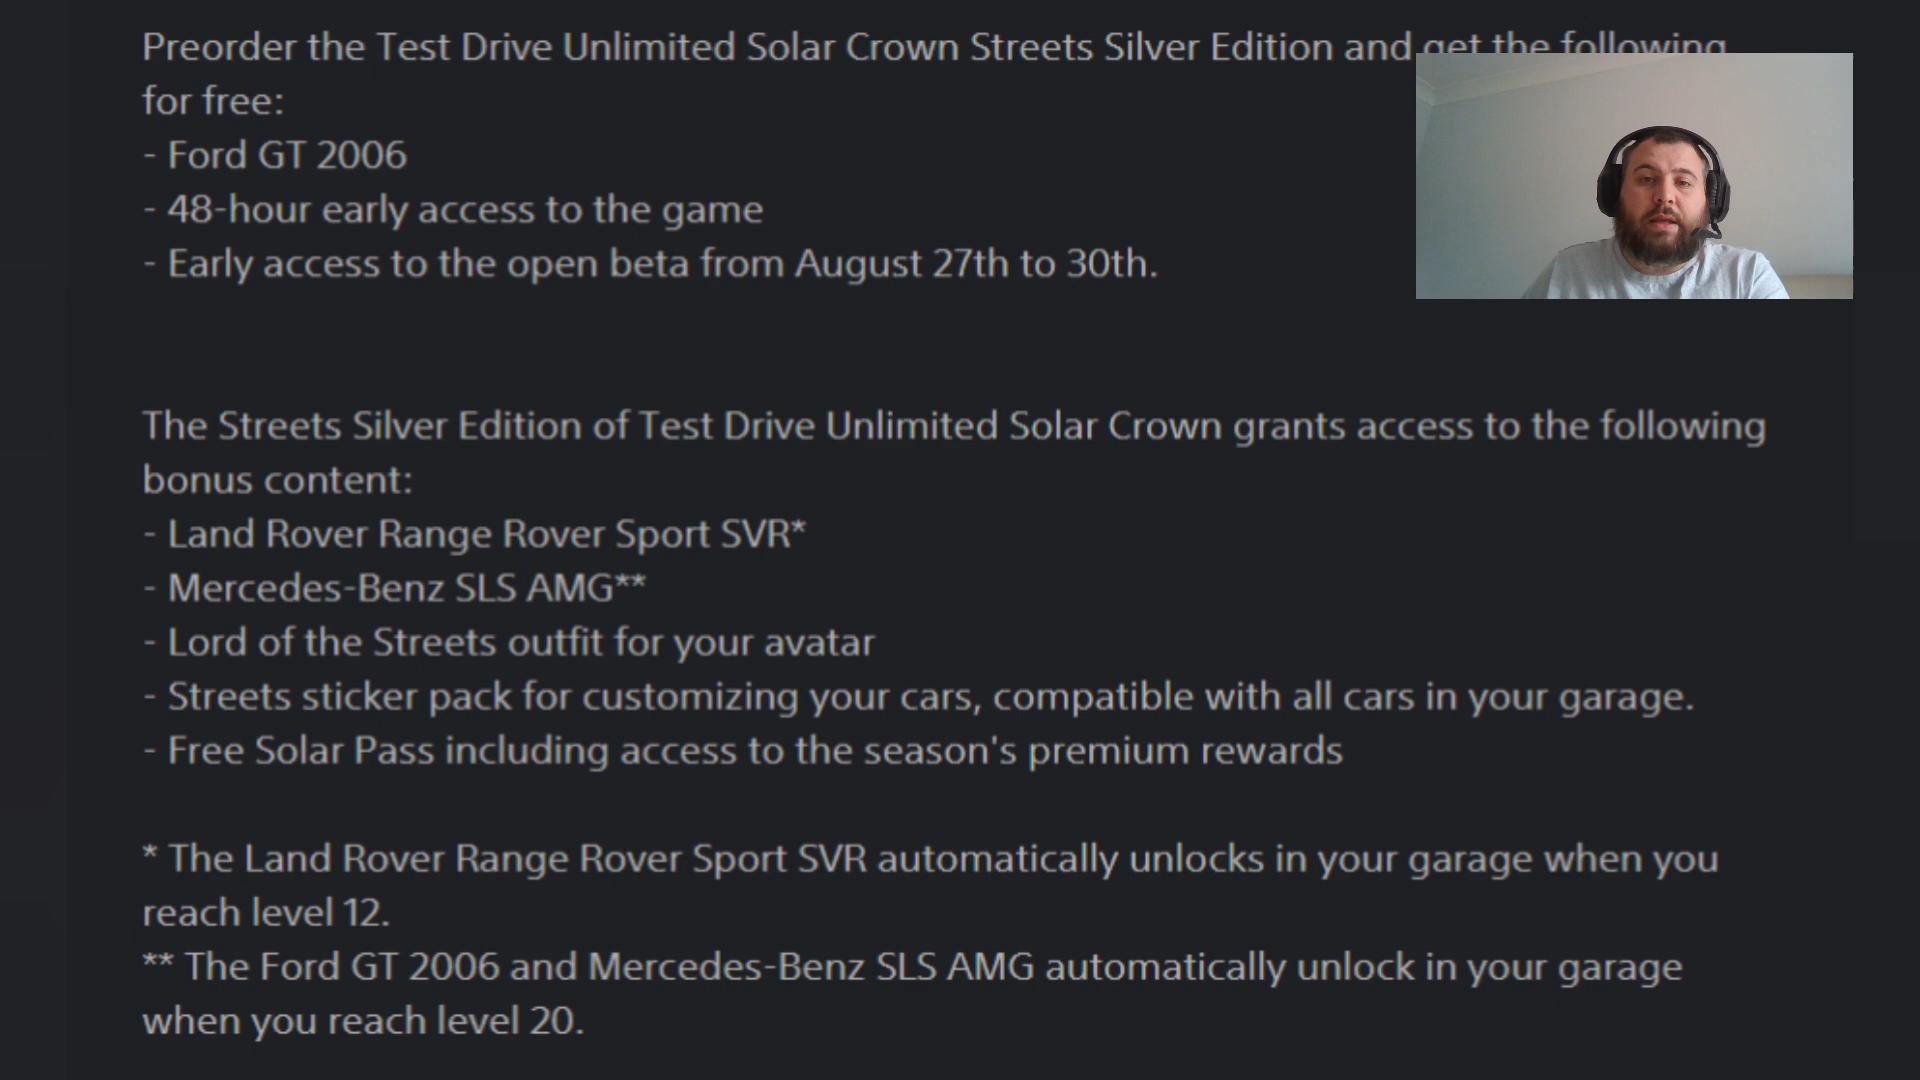 Preorder the Test Drive Unlimited Solar Crown Streets Silver Edition and get the following
for free:
- Ford GT 2006
- 48-hour early access to the game
- Early access to the open beta from August 27th to 30th.
The Streets Silver Edition of Test Drive Unlimited Solar Crown grants access to the following
bonus content:
- Land Rover Range Rover Sport SVR*
- Mercedes-Benz SLS AMG**
- Lord of the Streets outfit for your avatar
- Streets sticker pack for customizing your cars, compatible with all cars in your garage.
- Free Solar Pass including access to the season's premium rewards
* The Land Rover Range Rover Sport SVR automatically unlocks in your garage when you
reach level 12.
** The Ford GT 2006 and Mercedes-Benz SLS AMG automatically unlock in your garage
when you reach level 20.